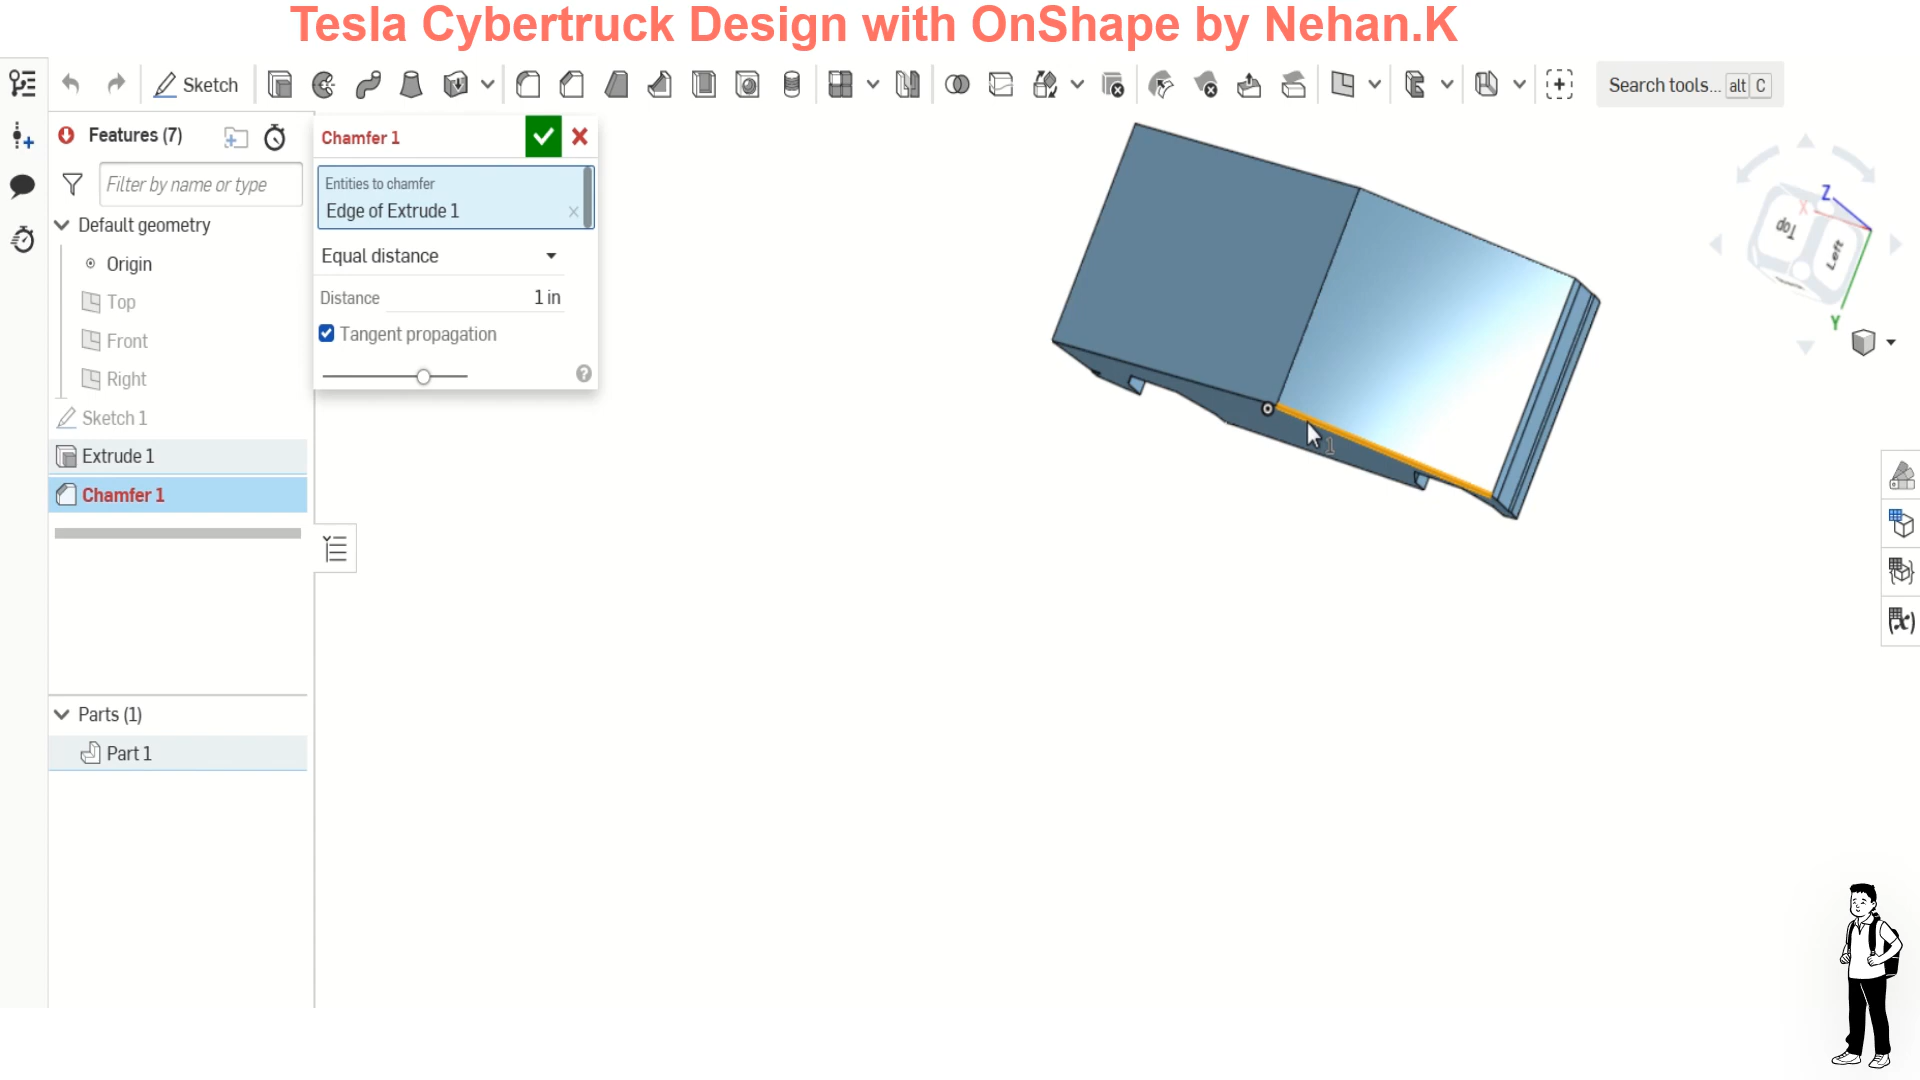 Tesla Cybertruck Design with OnShape by Nehan.K
Sketch
Search tools... alt C
Features (7)
Filter by name or type
Default geometry
Origin
Top
Front
Right
Sketch 1
Extrude 1
Chamfer 1
Parts (1)
Part 1
Chamfer 1
Entities to chamfer
Edge of Extrude 1
Equal distance
Distance 1 in
Tangent propagation
1
Z
X
Top
Left
Y
(x)